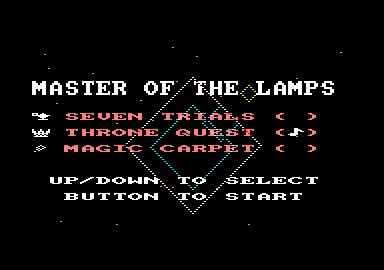 MASTER OF THE LAMPS
SEVEN TRIALS ( )
THRONE QUEST (♪)
MAGIC CARPET ( )
UP/DOWN TO SELECT
BUTTON TO START